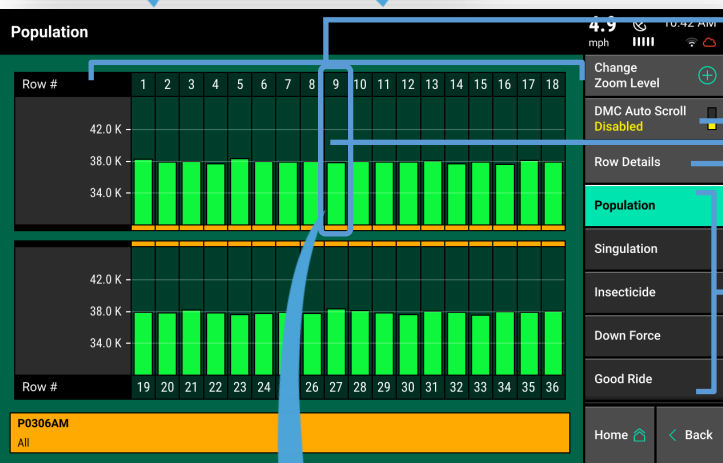 Population
4.9
mph
10:42 AM
Row #
1 2 3 4 5 6 7 8 9 10 11 12 13 14 15 16 17 18
42.0 K
38.0 K
34.0 K
42.0 K
38.0 K
34.0 K
Row #
19 20 21 22 23 24 26 27 28 29 30 31 32 33 34 35 36
P0306AM
All
Change
Zoom Level
DMC Auto Scroll
Disabled
Row Details
Population
Singulation
Insecticide
Down Force
Good Ride
Home
Back